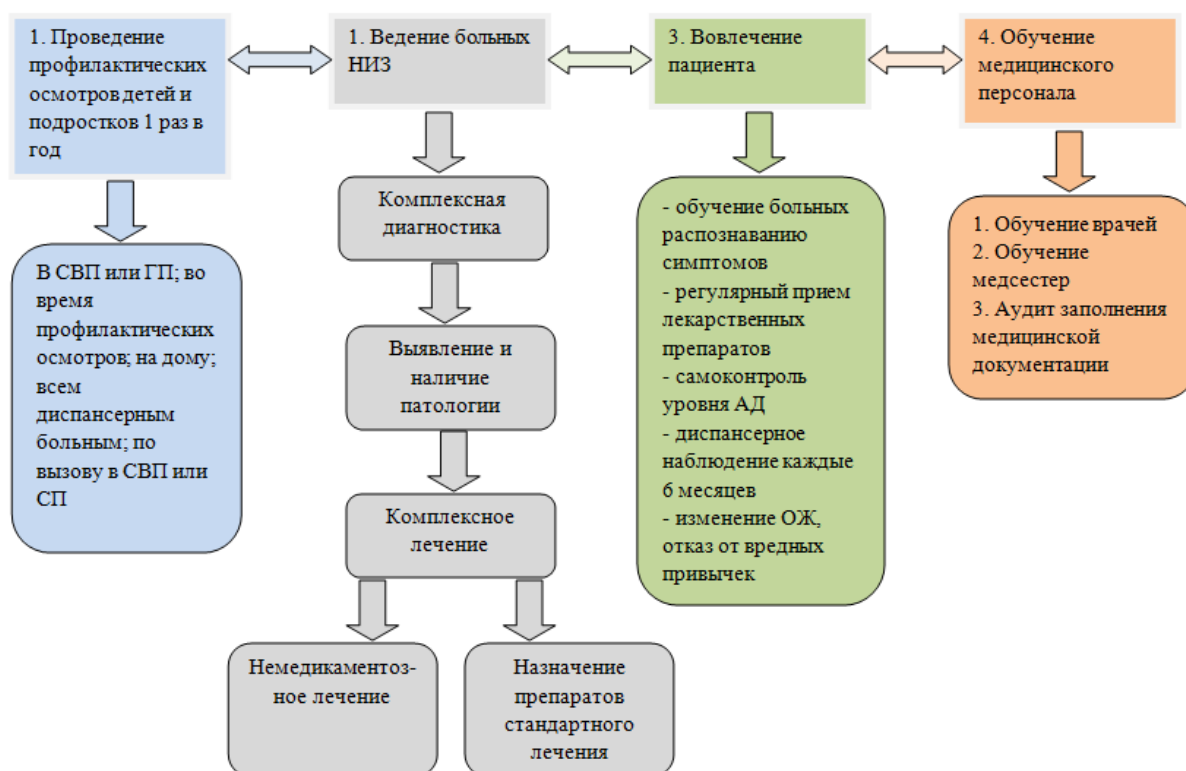 1. Проведение
профилактических
осмотров детей и
подростков 1 раз в
год
1. Ведение больных
НИЗ
3. Вовлечение
пациента
4. Обучение
медицинского
персонала
В СВП или ГП; во
время
профилактических
осмотров; на дому;
всем
диспансерным
больным; по
вызову в СВП или
СП
Комплексная
диагностика
Выявление и
наличие
патологии
Комплексное
лечение
Немедикаментоз-
ное лечение
Назначение
препаратов
стандартного
лечения
- обучение больных
распознаванию
симптомов
- регулярный прием
лекарственных
препаратов
- самоконтроль
уровня АД
- диспансерное
наблюдение каждые
6 месяцев
- изменение ОЖ,
отказ от вредных
привычек
1. Обучение врачей
2. Обучение
медсестер
3. Аудит заполнения
медицинской
документации